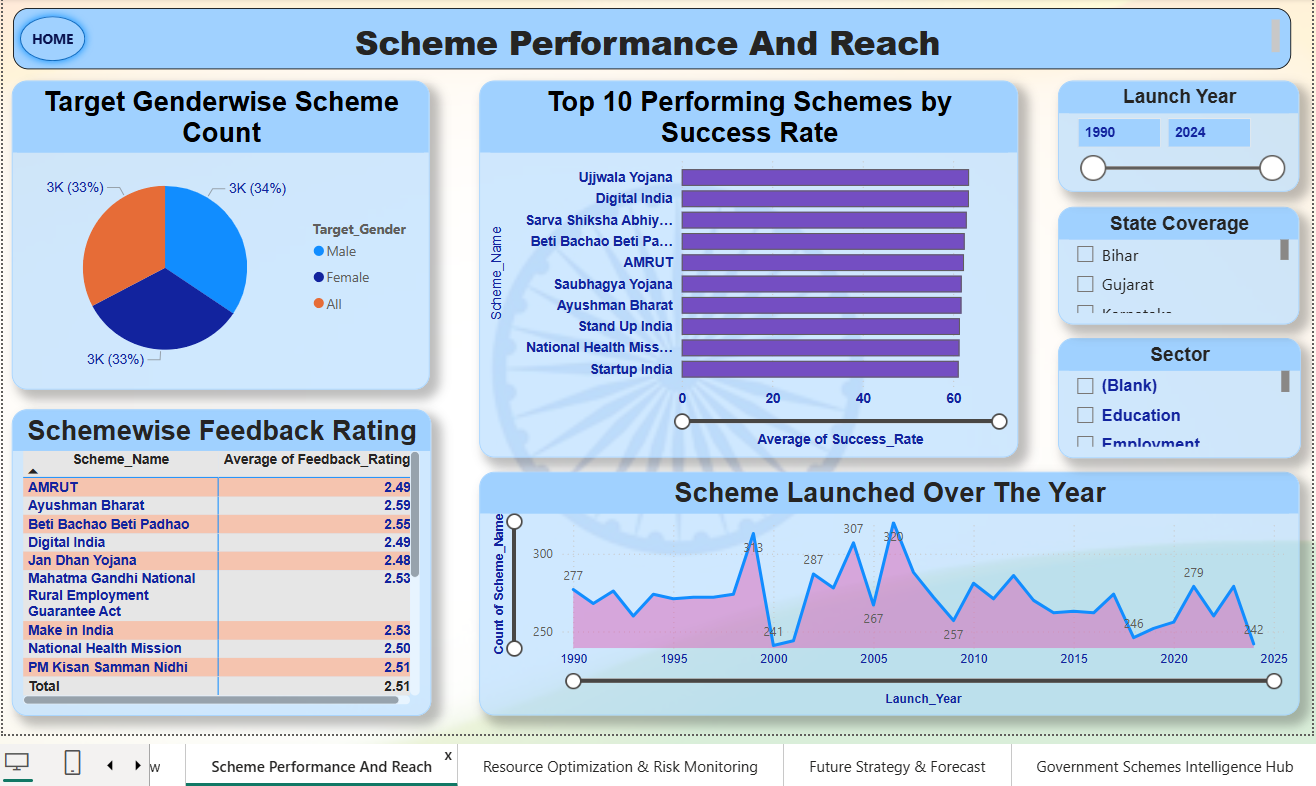 HOME
Scheme Performance And Reach
Target Genderwise Scheme
Count
3K (33%)
3K (34%)
3K (33%)
Target_Gender
Male
Female
All
Top 10 Performing Schemes by
Success Rate
Scheme_Name
Ujjwala Yojana
Digital India
Sarva Shiksha Abhiy...
Beti Bachao Beti Pa...
AMRUT
Saubhagya Yojana
Ayushman Bharat
Stand Up India
National Health Miss...
Startup India
0 20 40 60
Average of Success_Rate
Launch Year
1990 2024
State Coverage
Bihar
Gujarat
Karnataka
Sector
(Blank)
Education
Employment
Schemewise Feedback Rating
Scheme_Name Average of Feedback_Rating
AMRUT 2.49
Ayushman Bharat 2.59
Beti Bachao Beti Padhao 2.55
Digital India 2.49
Jan Dhan Yojana 2.48
Mahatma Gandhi National 2.53
Rural Employment
Guarantee Act
Make in India 2.53
National Health Mission 2.50
PM Kisan Samman Nidhi 2.51
Total 2.51
Scheme Launched Over The Year
Count of Scheme_Name
300
250
277
313
241
287
307
267
320
257
246
279
242
1990 1995 2000 2005 2010 2015 2020 2025
Launch_Year
w
Scheme Performance And Reach x
Resource Optimization & Risk Monitoring
Future Strategy & Forecast
Government Schemes Intelligence Hub